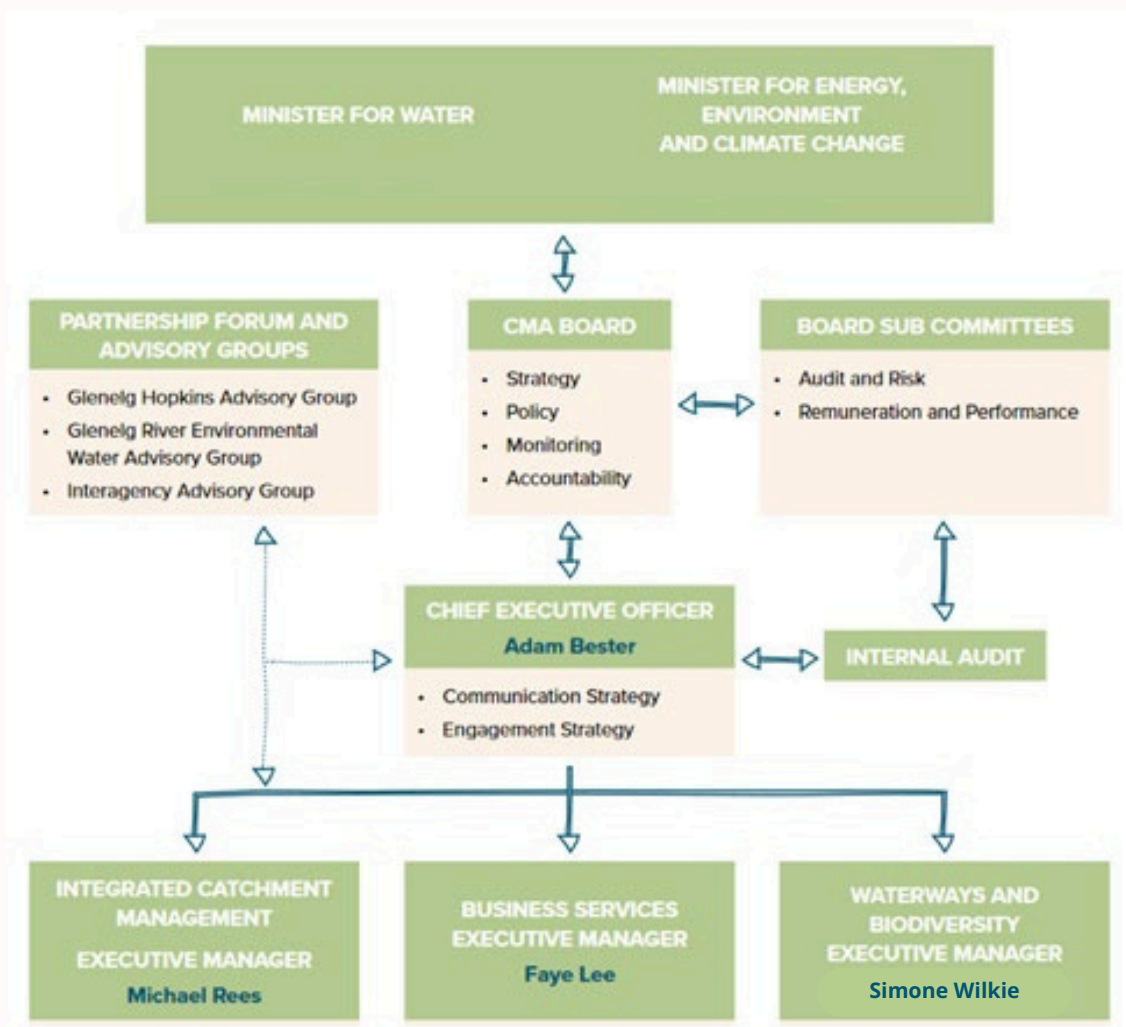 MINISTER FOR WATER
MINISTER FOR ENERGY,
ENVIRONMENT
AND CLIMATE CHANGE
PARTNERSHIP FORUM AND
ADVISORY GROUPS
• Glenelg Hopkins Advisory Group
• Glenelg River Environmental
Water Advisory Group
• Interagency Advisory Group
CMA BOARD
• Strategy
• Policy
• Monitoring
• Accountability
BOARD SUB COMMITTEES
• Audit and Risk
• Remuneration and Performance
CHIEF EXECUTIVE OFFICER
Adam Bester
• Communication Strategy
• Engagement Strategy
INTERNAL AUDIT
INTEGRATED CATCHMENT
MANAGEMENT
EXECUTIVE MANAGER
Michael Rees
BUSINESS SERVICES
EXECUTIVE MANAGER
Faye Lee
WATERWAYS AND
BIODIVERSITY
EXECUTIVE MANAGER
Simone Wilkie